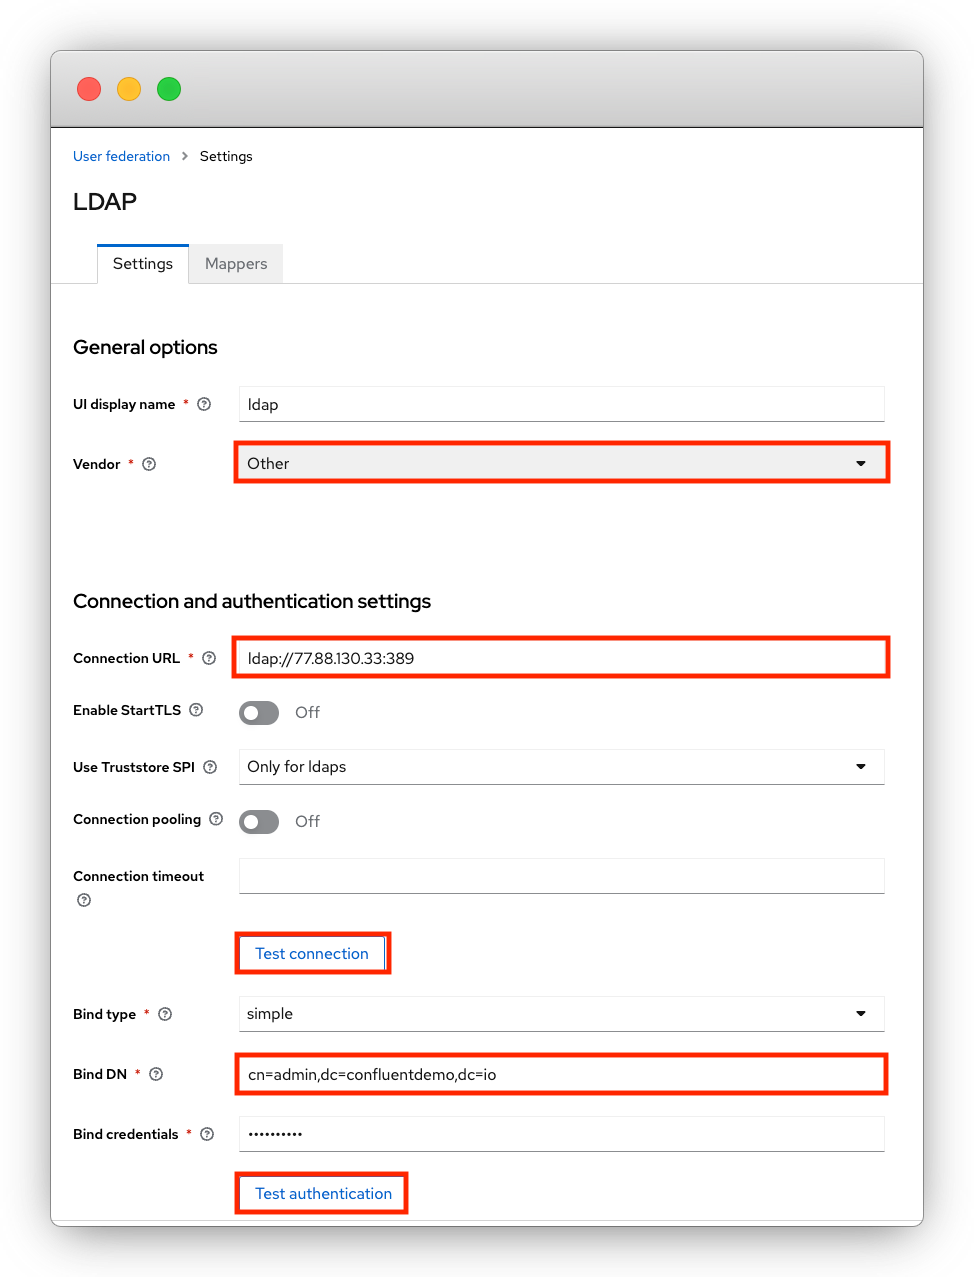 User federation > Settings
LDAP
Settings Mappers
General options
UI display name * ldap
Vendor * Other
Connection and authentication settings
Connection URL * ldap://77.88.130.33:389
Enable StartTLS Off
Use Truststore SPI Only for ldaps
Connection pooling Off
Connection timeout
Test connection
Bind type * simple
Bind DN * cn=admin,dc=confluentdemo,dc=io
Bind credentials * ••••••••••
Test authentication